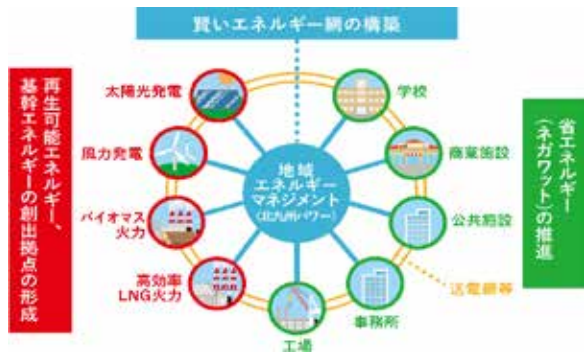 賢いエネルギー網の構築
再生可能エネルギー、
基幹エネルギーの創出拠点の形成
太陽光発電
風力発電
バイオマス
火力
高効率
LNG火力
地域
エネルギー
マネジメント
(北九州パワー)
学校
商業施設
公共施設
事務所
工場
送電網等
省エネルギー
(ネガワット)の推進